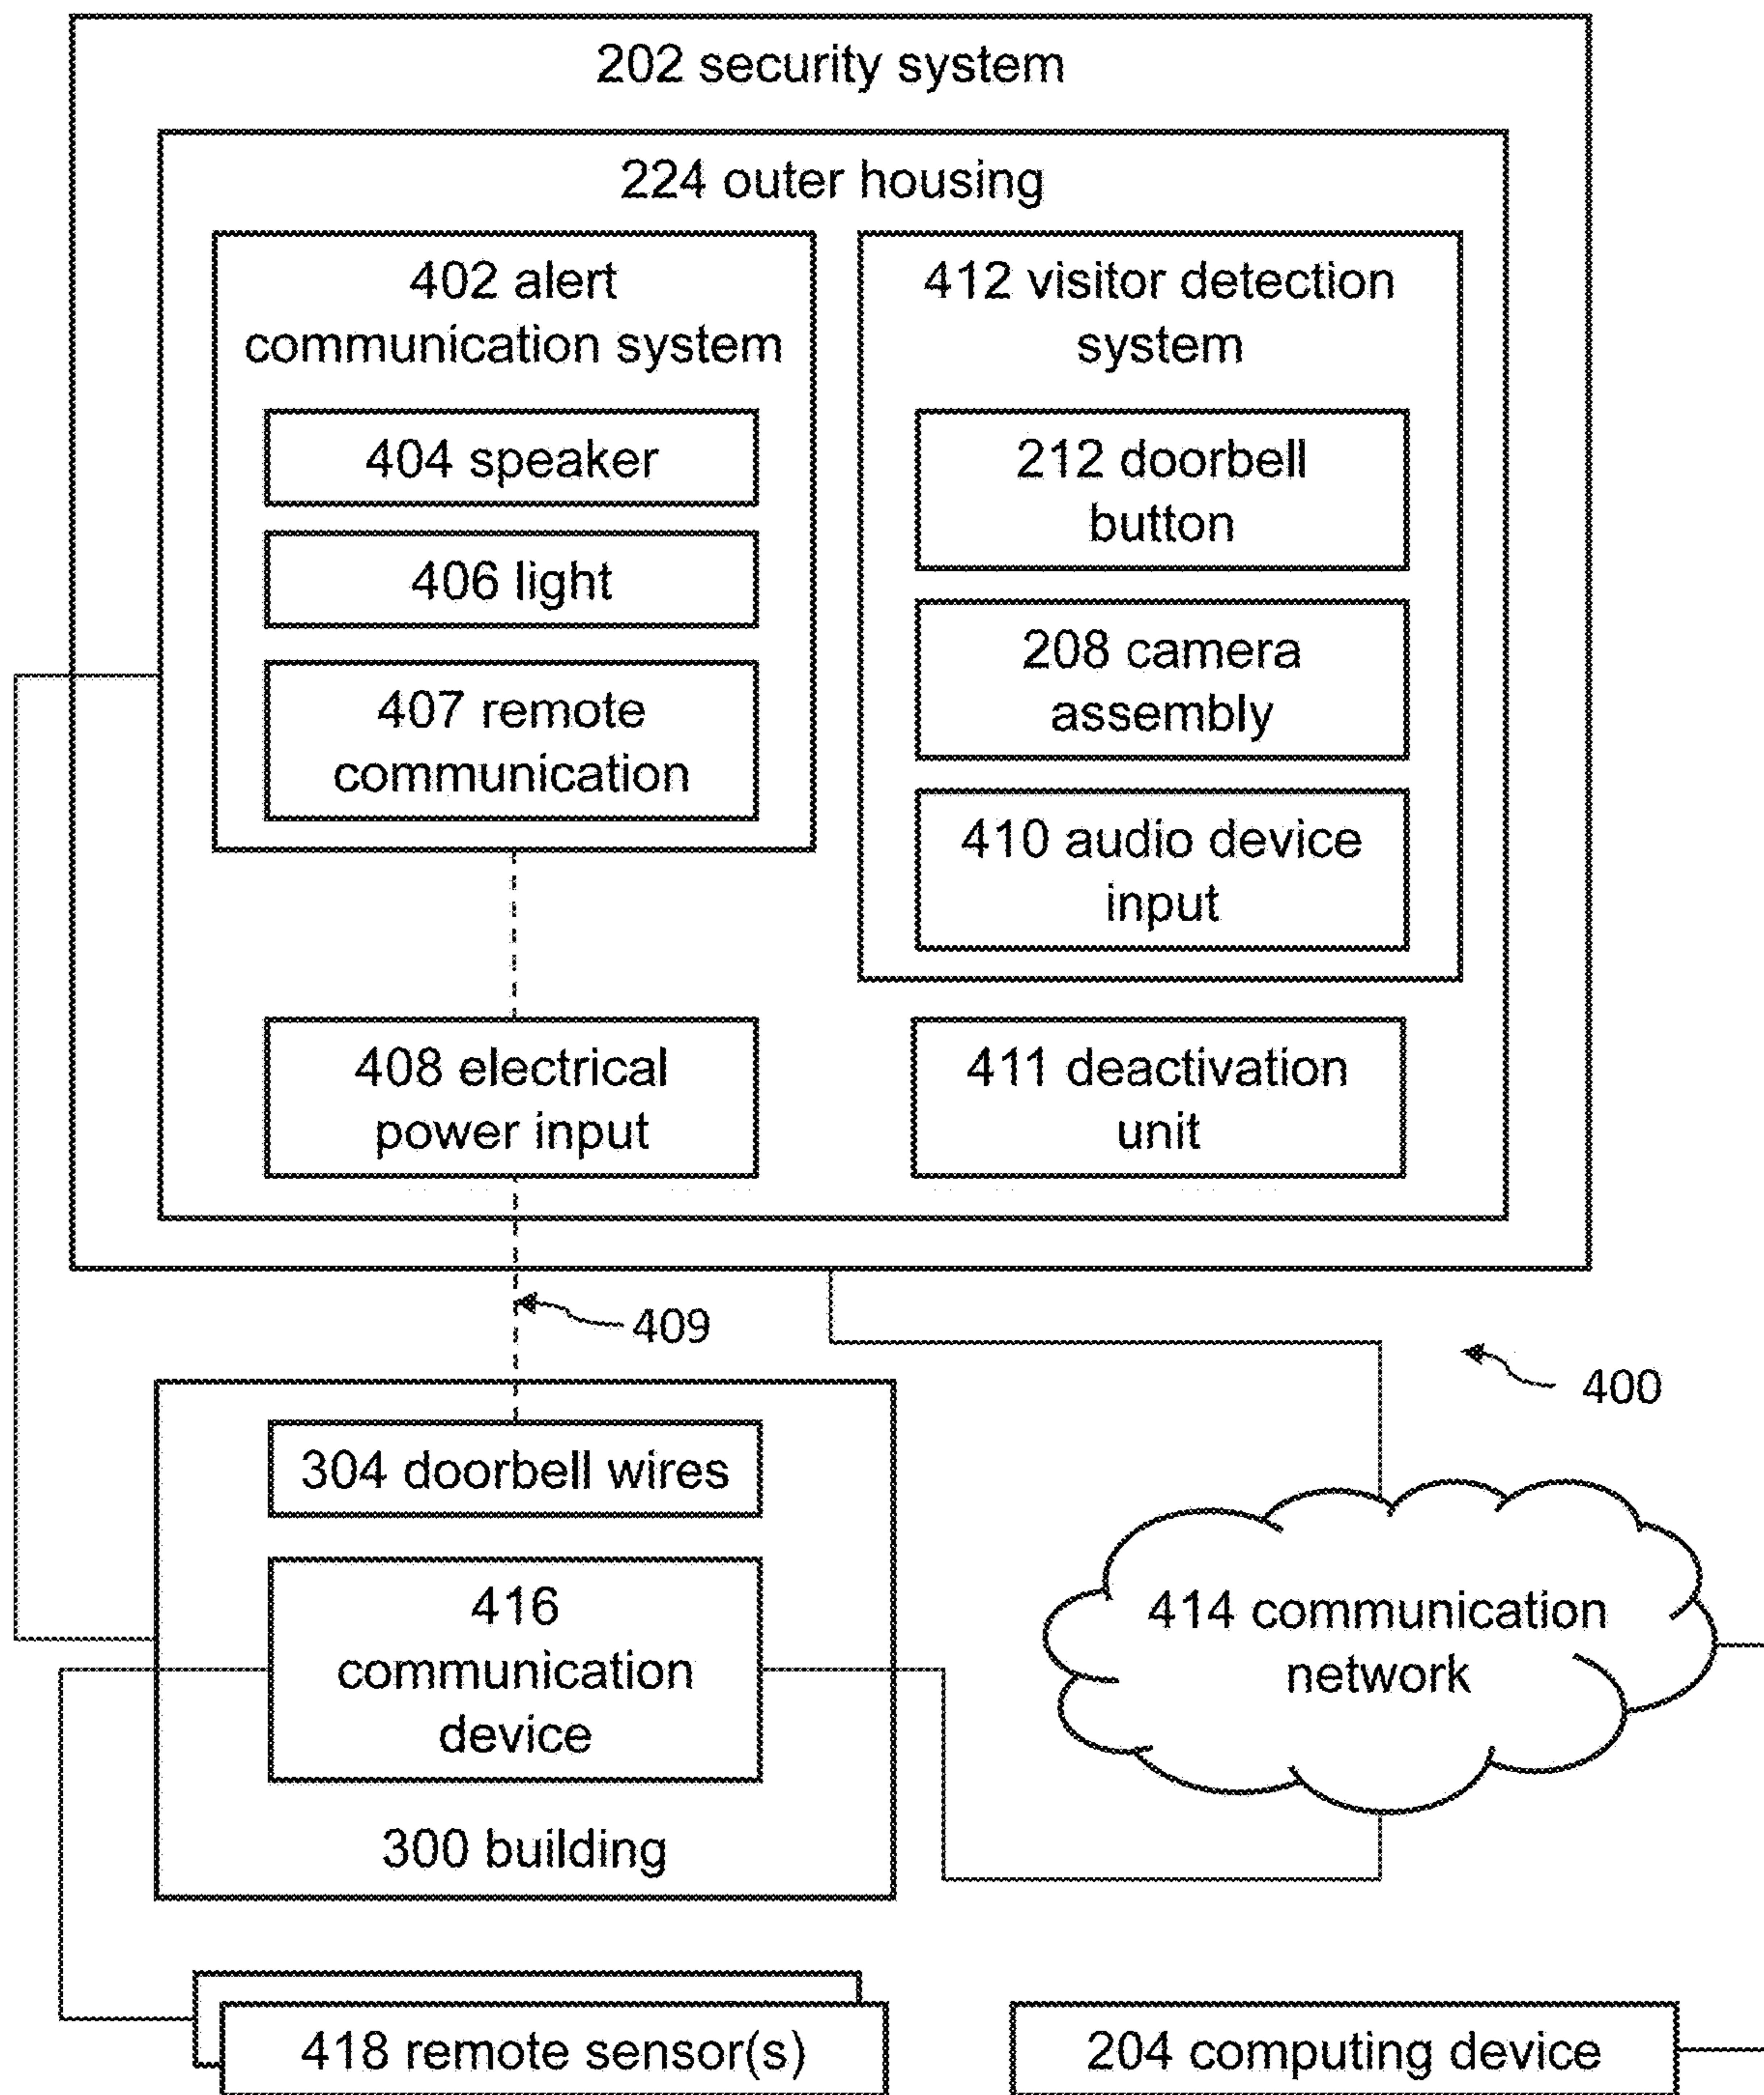 202 security system
224 outer housing
402 alert
communication system
404 speaker
406 light
407 remote
communication
412 visitor detection
system
212 doorbell
button
208 camera
assembly
410 audio device
input
408 electrical
power input
411 deactivation
unit
409
400
304 doorbell wires
416
communication
device
300 building
414 communication
network
418 remote sensor(s)
204 computing device